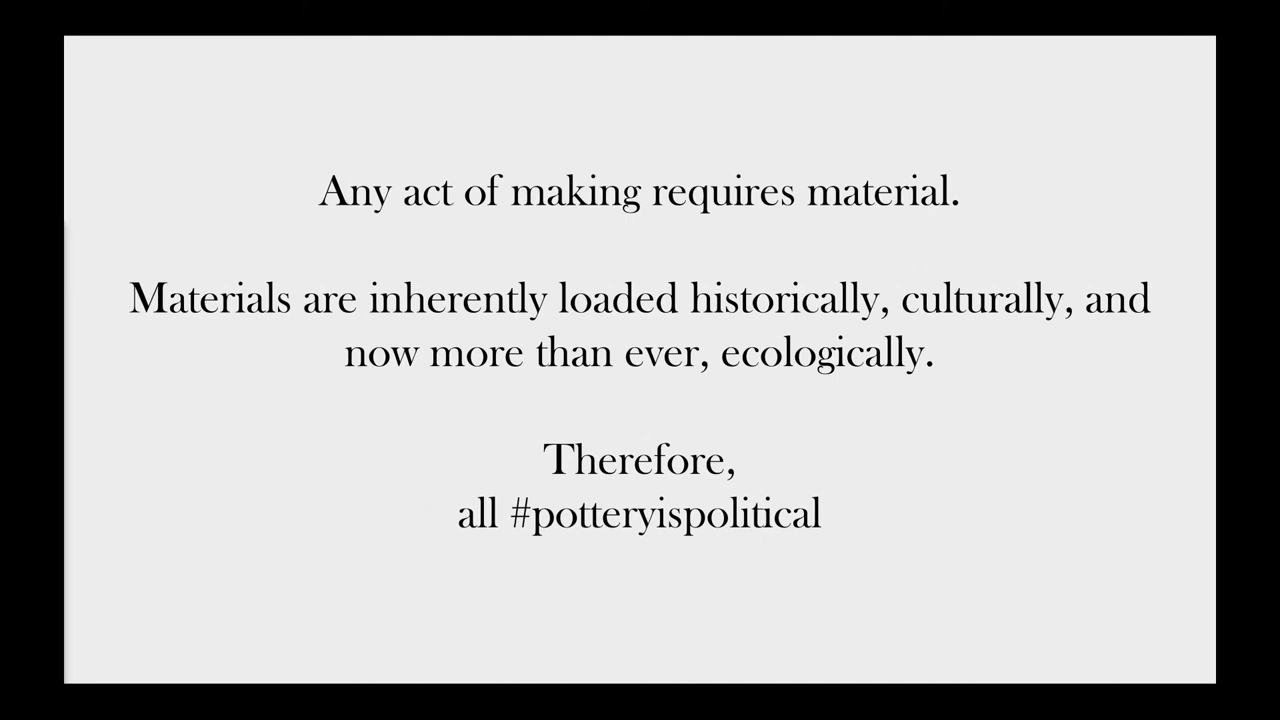 Any act of making requires material.
Materials are inherently loaded historically, culturally, and
now more than ever, ecologically.
Therefore,
all #potteryispolitical